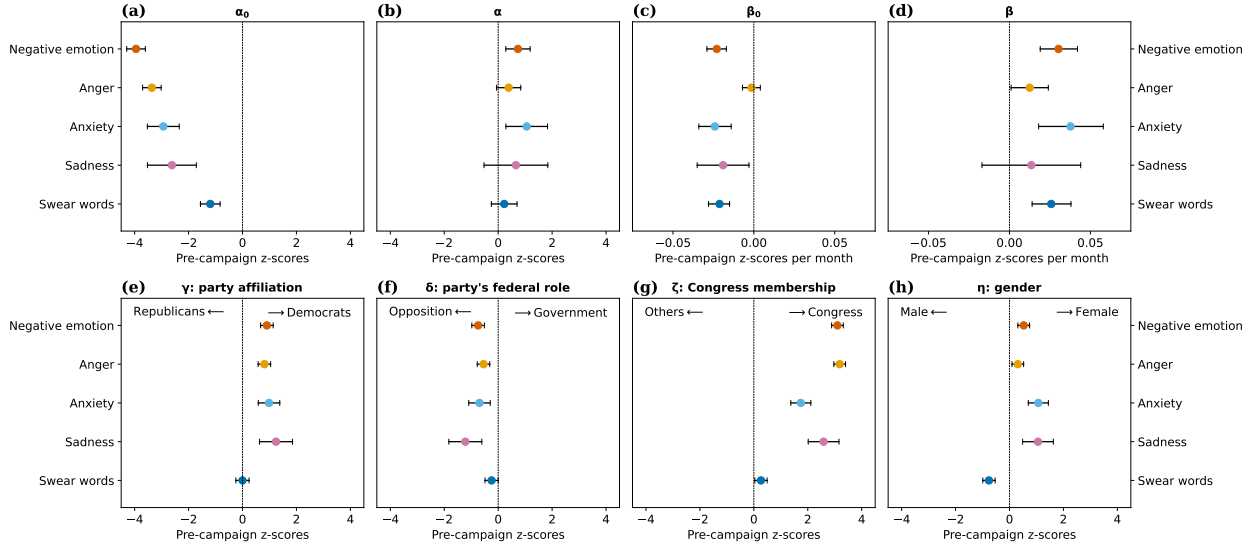 (a) α₀ (b) α (c) β₀ (d) β
Negative emotion Negative emotion
Anger Anger
Anxiety Anxiety
Sadness Sadness
Swear words Swear words
−4 −2 0 2 4 −4 −2 0 2 4 −0.05 0.00 0.05 −0.05 0.00 0.05
Pre-campaign z-scores Pre-campaign z-scores Pre-campaign z-scores per month Pre-campaign z-scores per month
(e) γ: party affiliation (f) δ: party's federal role (g) ζ: Congress membership (h) η: gender
Republicans ⟵ ⟶ Democrats Opposition ⟵ ⟶ Government Others ⟵ ⟶ Congress Male ⟵ ⟶ Female
Negative emotion Negative emotion
Anger Anger
Anxiety Anxiety
Sadness Sadness
Swear words Swear words
−4 −2 0 2 4 −4 −2 0 2 4 −4 −2 0 2 4 −4 −2 0 2 4
Pre-campaign z-scores Pre-campaign z-scores Pre-campaign z-scores Pre-campaign z-scores